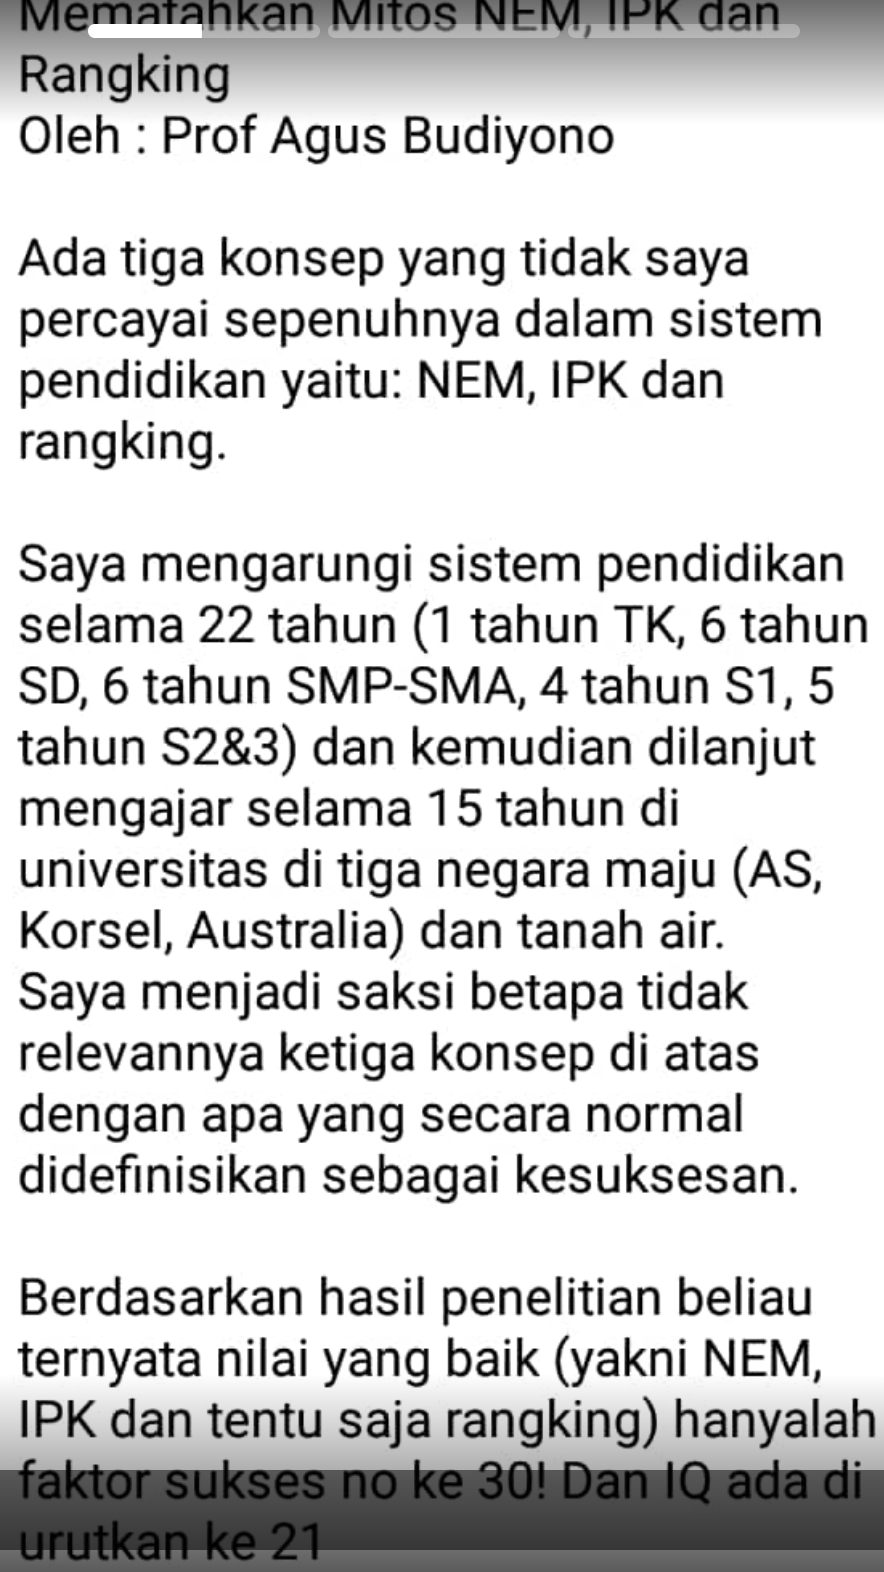 Mematahkan Mitos NEM, IPK dan
Rangking
Oleh : Prof Agus Budiyono
Ada tiga konsep yang tidak saya
percayai sepenuhnya dalam sistem
pendidikan yaitu: NEM, IPK dan
rangking.
Saya mengarungi sistem pendidikan
selama 22 tahun (1 tahun TK, 6 tahun
SD, 6 tahun SMP-SMA, 4 tahun S1, 5
tahun S2&3) dan kemudian dilanjut
mengajar selama 15 tahun di
universitas di tiga negara maju (AS,
Korsel, Australia) dan tanah air.
Saya menjadi saksi betapa tidak
relevannya ketiga konsep di atas
dengan apa yang secara normal
didefinisikan sebagai kesuksesan.
Berdasarkan hasil penelitian beliau
ternyata nilai yang baik (yakni NEM,
IPK dan tentu saja rangking) hanyalah
faktor sukses no ke 30! Dan IQ ada di
urutkan ke 21